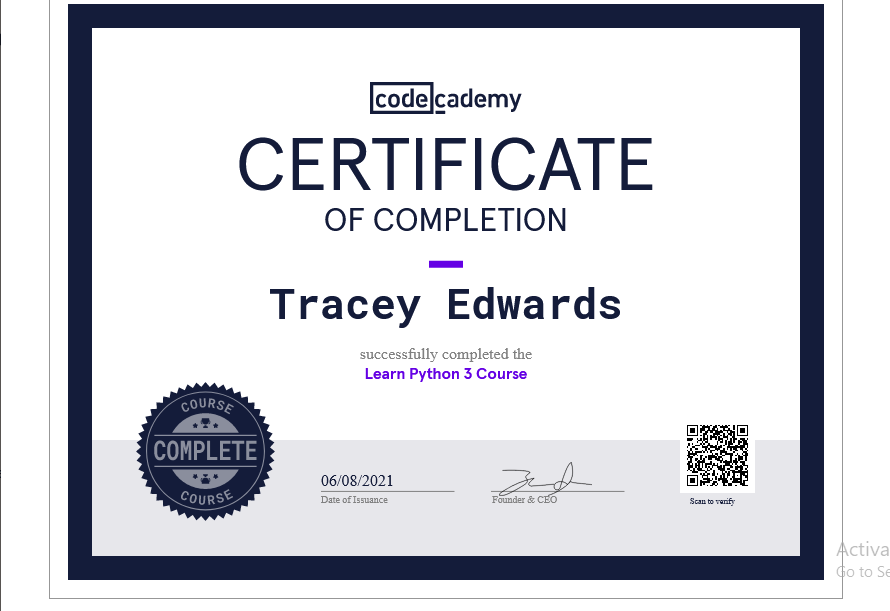 codecademy
CERTIFICATE
OF COMPLETION
Tracey Edwards
successfully completed the
Learn Python 3 Course
COURSE
COMPLETE
COURSE
06/08/2021
Date of Issuance
Founder & CEO
Scan to verify
Activa
Go to Se